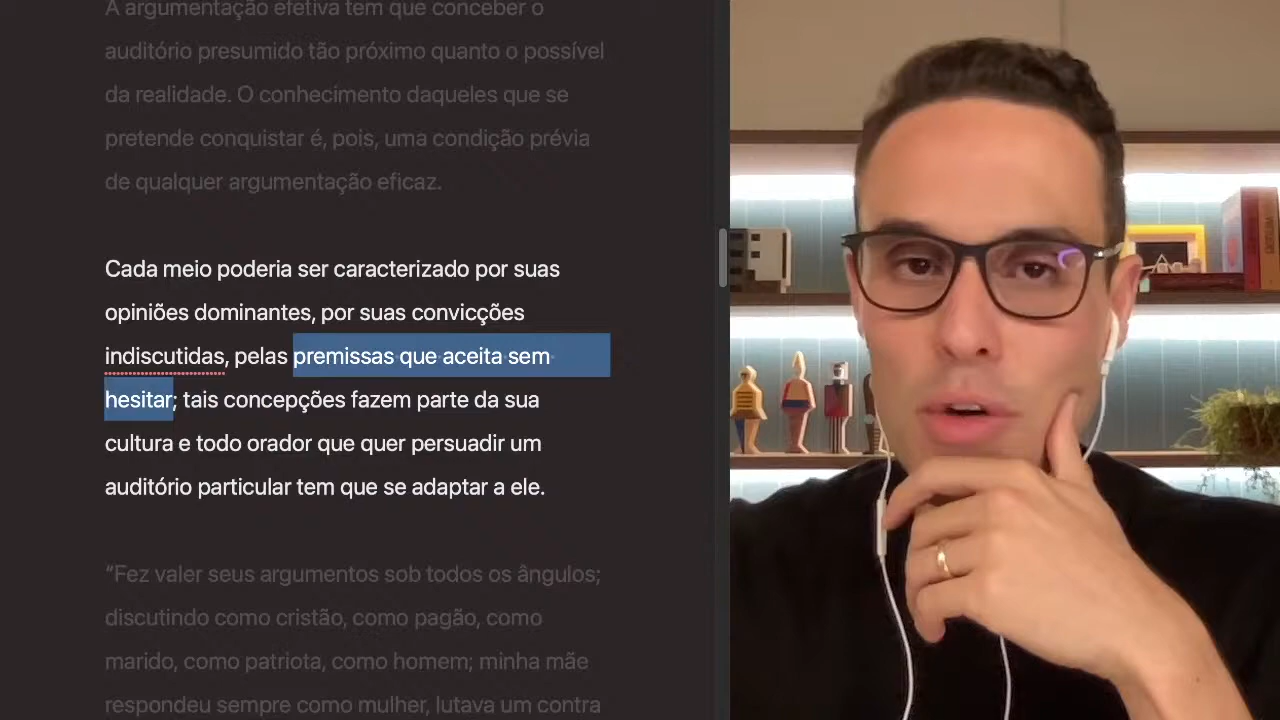 A argumentação efetiva tem que conceber o
auditório presumido tão próximo quanto o possível
da realidade. O conhecimento daqueles que se
pretende conquistar é, pois, uma condição prévia
de qualquer argumentação eficaz.
Cada meio poderia ser caracterizado por suas
opiniões dominantes, por suas convicções
indiscutidas, pelas premissas que aceita sem
hesitar; tais concepções fazem parte da sua
cultura e todo orador que quer persuadir um
auditório particular tem que se adaptar a ele.
“Fez valer seus argumentos sob todos os ângulos;
discutindo como cristão, como pagão, como
marido, como patriota, como homem; minha mãe
respondeu sempre como mulher, lutava um contra